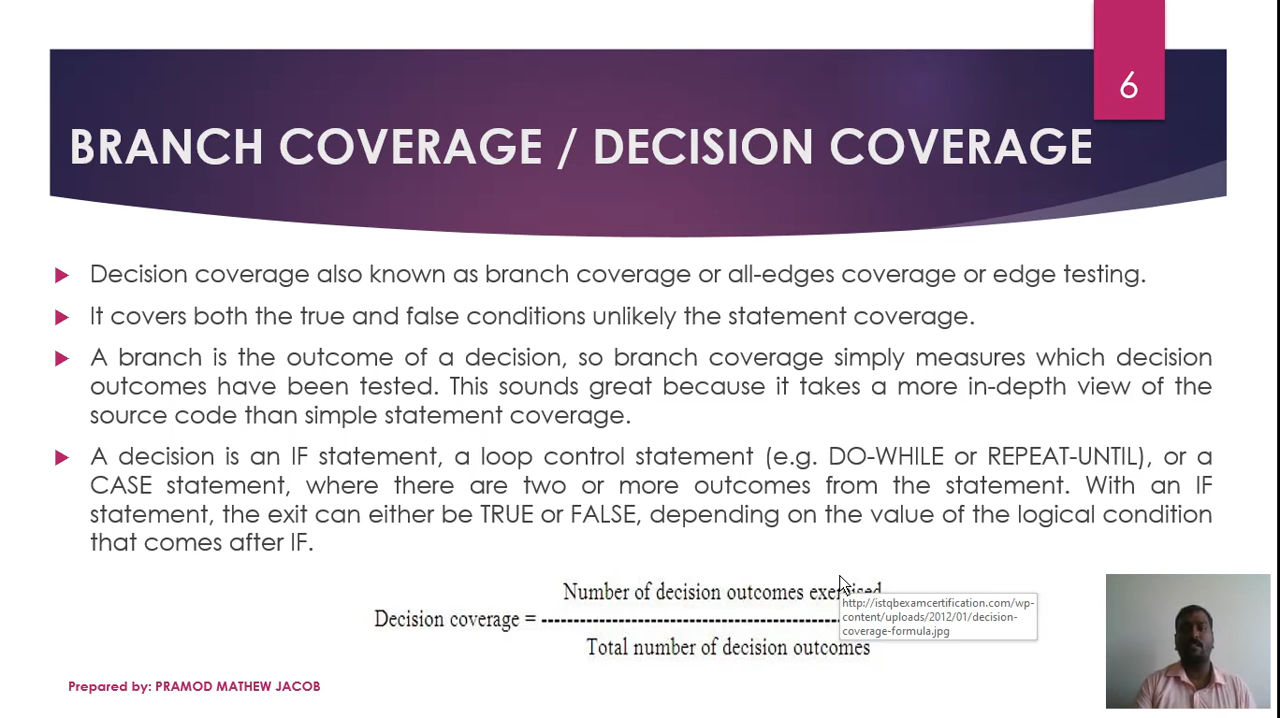 6
BRANCH COVERAGE / DECISION COVERAGE
Decision coverage also known as branch coverage or all-edges coverage or edge testing.
It covers both the true and false conditions unlikely the statement coverage.
A branch is the outcome of a decision, so branch coverage simply measures which decision
outcomes have been tested. This sounds great because it takes a more in-depth view of the
source code than simple statement coverage.
A decision is an IF statement, a loop control statement (e.g. DO-WHILE or REPEAT-UNTIL), or a
CASE statement, where there are two or more outcomes from the statement. With an IF
statement, the exit can either be TRUE or FALSE, depending on the value of the logical condition
that comes after IF.
Number of decision outcomes exercised
Decision coverage = ------------------------------------------
Total number of decision outcomes
http://istqbexamcertification.com/wp-
content/uploads/2012/01/decision-
coverage-formula.jpg
Prepared by: PRAMOD MATHEW JACOB